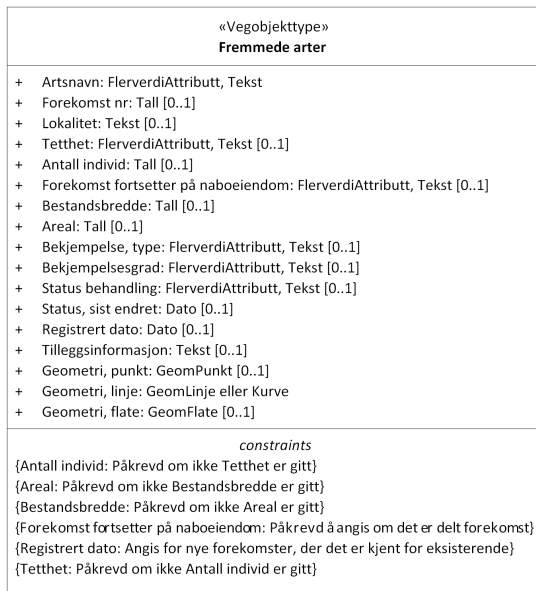 «Vegobjekttype»
Fremmede arter
+ Artsnavn: FlerverdiAttributt, Tekst
+ Forekomst nr: Tall [0..1]
+ Lokalitet: Tekst [0..1]
+ Tetthet: FlerverdiAttributt, Tekst [0..1]
+ Antall individ: Tall [0..1]
+ Forekomst fortsetter på naboeiendom: FlerverdiAttributt, Tekst [0..1]
+ Bestandsbredde: Tall [0..1]
+ Areal: Tall [0..1]
+ Bekjempelse, type: FlerverdiAttributt, Tekst [0..1]
+ Bekjempelsesgrad: FlerverdiAttributt, Tekst [0..1]
+ Status behandling: FlerverdiAttributt, Tekst [0..1]
+ Status, sist endret: Dato [0..1]
+ Registrert dato: Dato [0..1]
+ Tilleggsinformasjon: Tekst [0..1]
+ Geometri, punkt: GeomPunkt [0..1]
+ Geometri, linje: GeomLinje eller Kurve
+ Geometri, flate: GeomFlate [0..1]
constraints
{Antall individ: Påkrevd om ikke Tetthet er gitt}
{Areal: Påkrevd om ikke Bestandsbredde er gitt}
{Bestandsbredde: Påkrevd om ikke Areal er gitt}
{Forekomst fortsetter på naboeiendom: Påkrevd å angis om det er delt forekomst}
{Registrert dato: Angis for nye forekomster, der det er kjent for eksisterende}
{Tetthet: Påkrevd om ikke Antall individ er gitt}